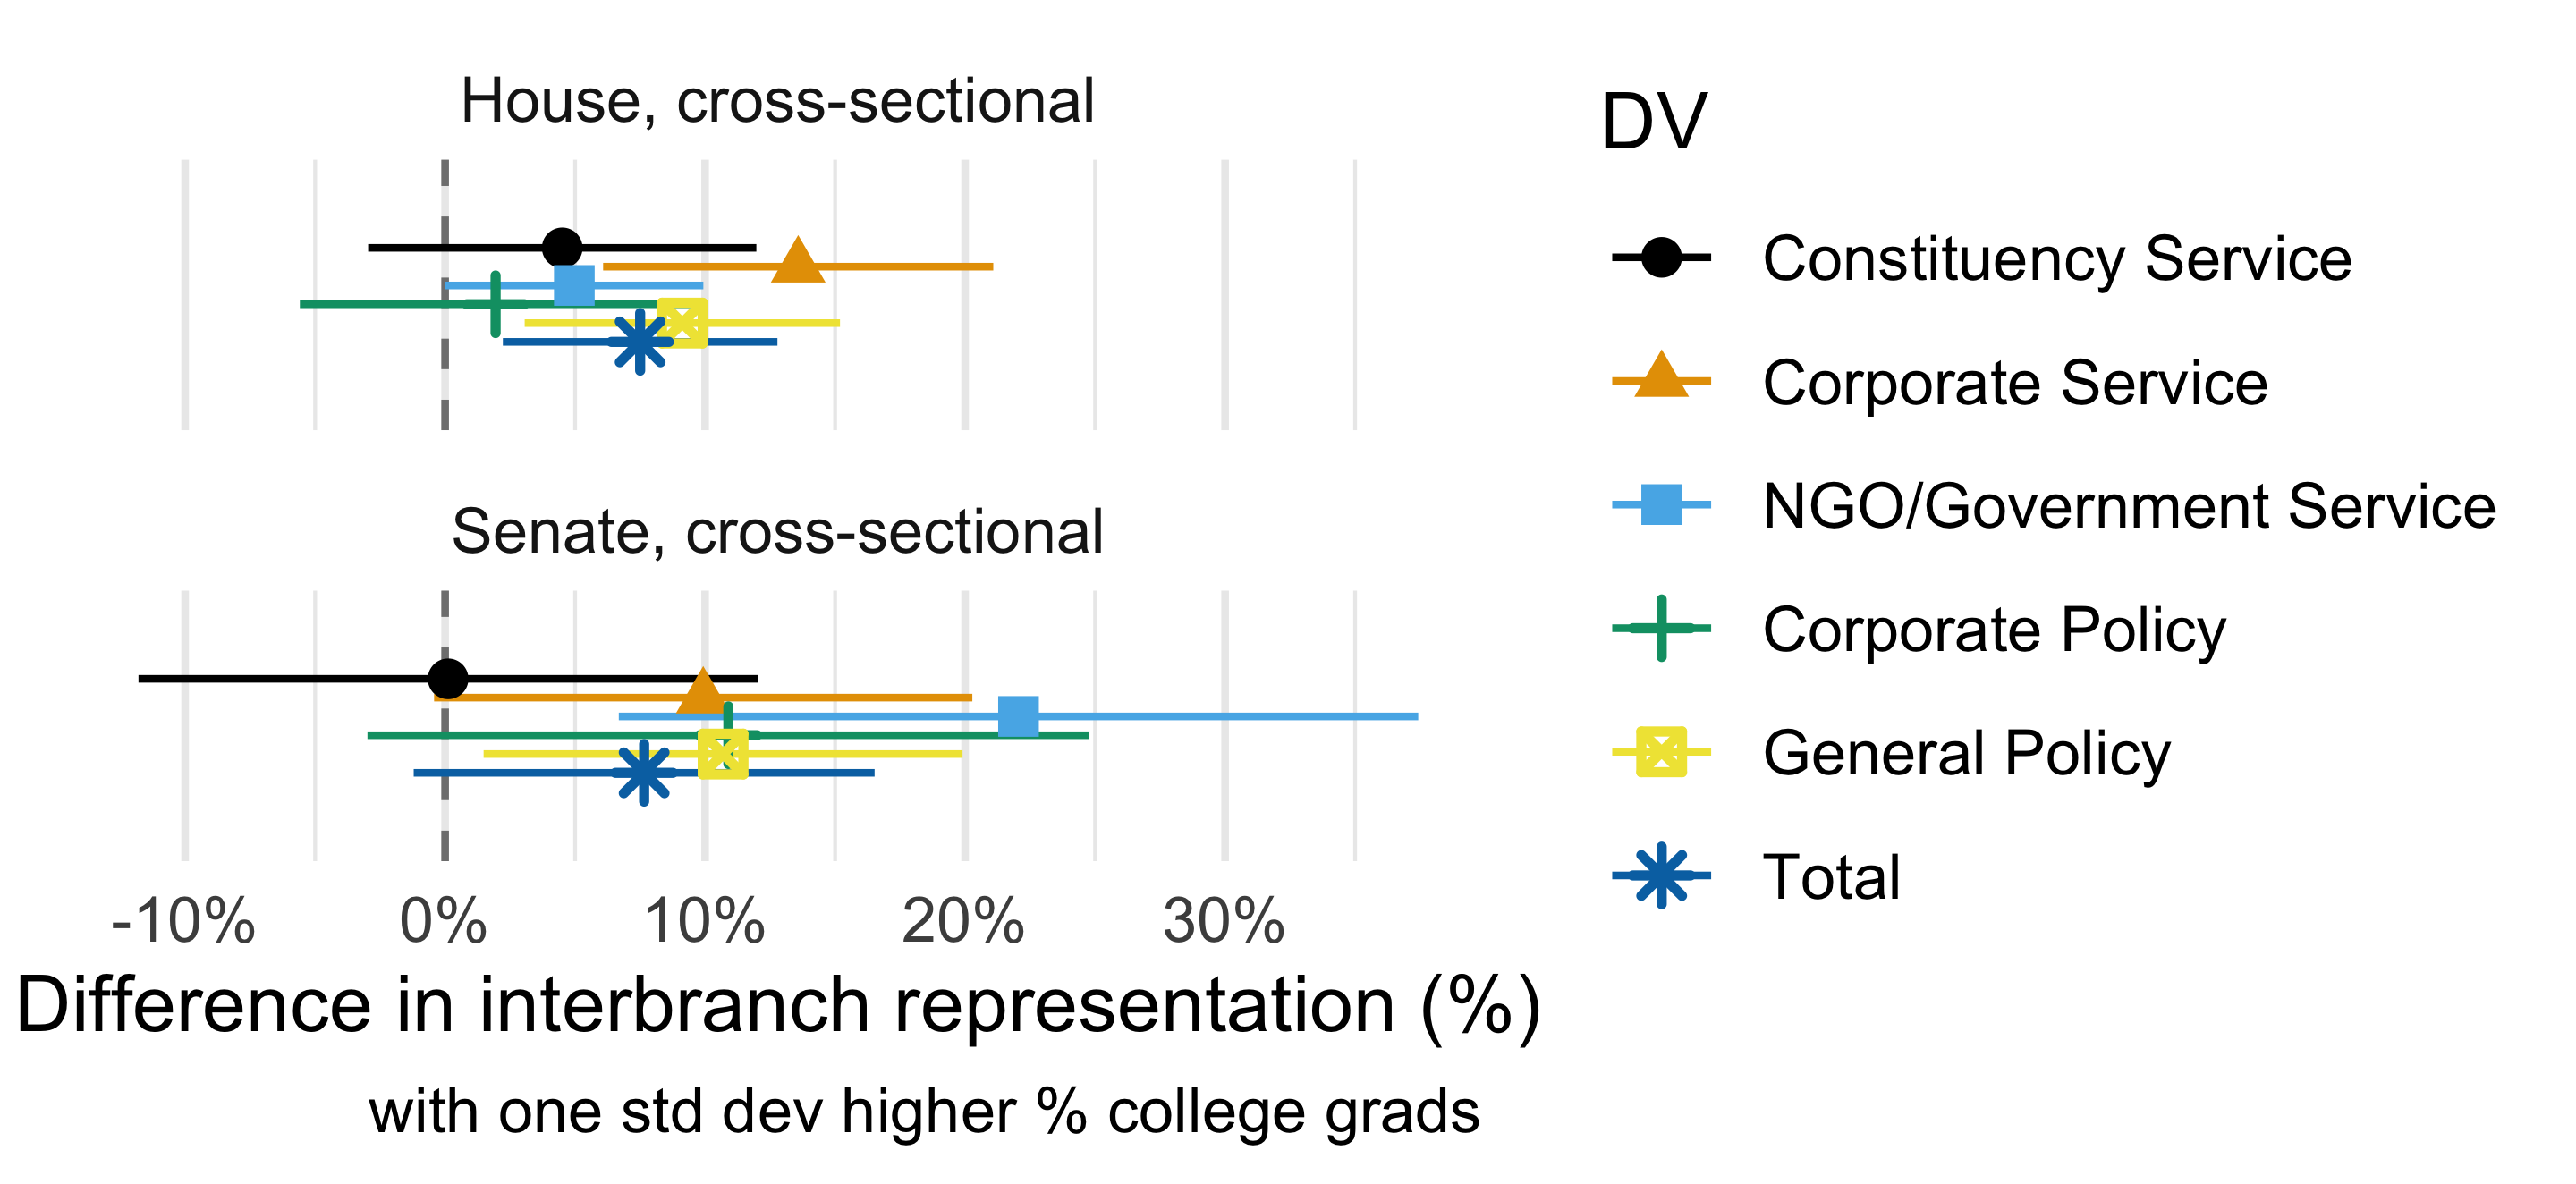 House, cross-sectional
Senate, cross-sectional
-10% 0% 10% 20% 30%
Difference in interbranch representation (%)
with one std dev higher % college grads
DV
Constituency Service
Corporate Service
NGO/Government Service
Corporate Policy
General Policy
Total